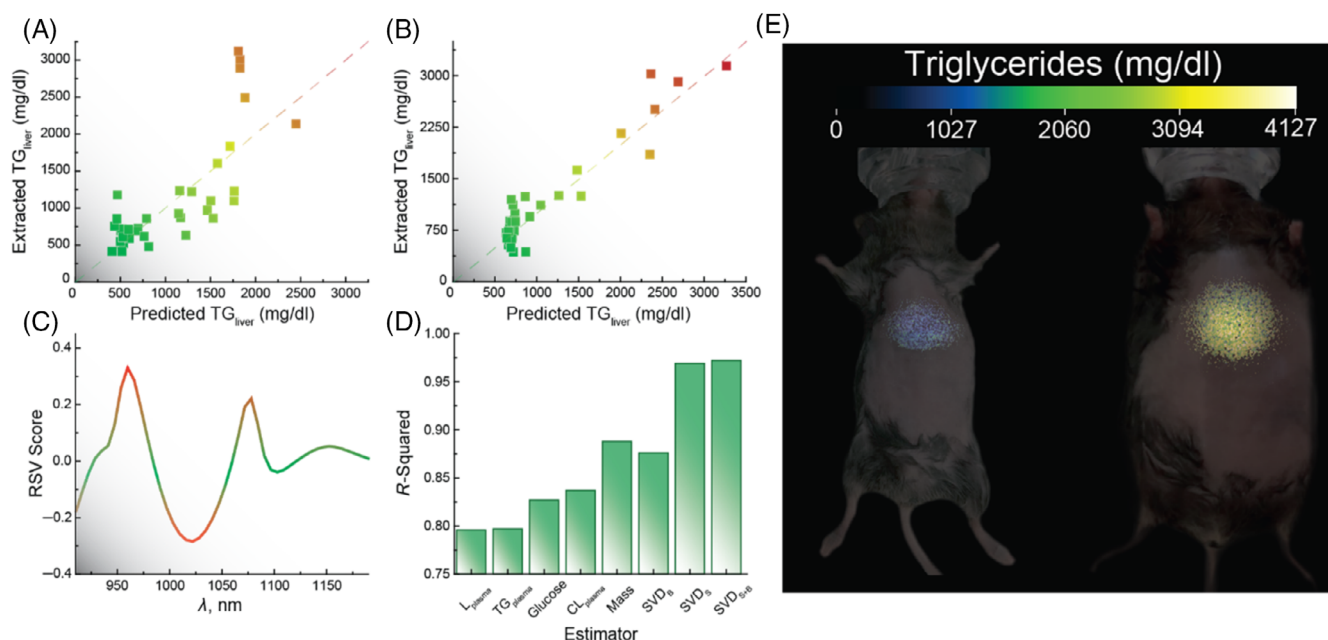 (A)
3000
2500
2000
1500
1000
500
0
0
500
1000
1500
2000
2500
3000
Extracted TGliver (mg/dl)
Predicted TGliver (mg/dl)
(B)
3000
2250
1500
750
0
0
500
1000
1500
2000
2500
3000
3500
Extracted TGliver (mg/dl)
Predicted TGliver (mg/dl)
(C)
0.4
0.2
0.0
−0.2
−0.4
950
1000
1050
1100
1150
RSV Score
λ, nm
(D)
1.00
0.95
0.90
0.85
0.80
0.75
R-Squared
Lplasma
TGplasma
Glucose
CLplasma
Mass
SVDB
SVDS
SVDS+B
Estimator
(E)
Triglycerides (mg/dl)
0
1027
2060
3094
4127